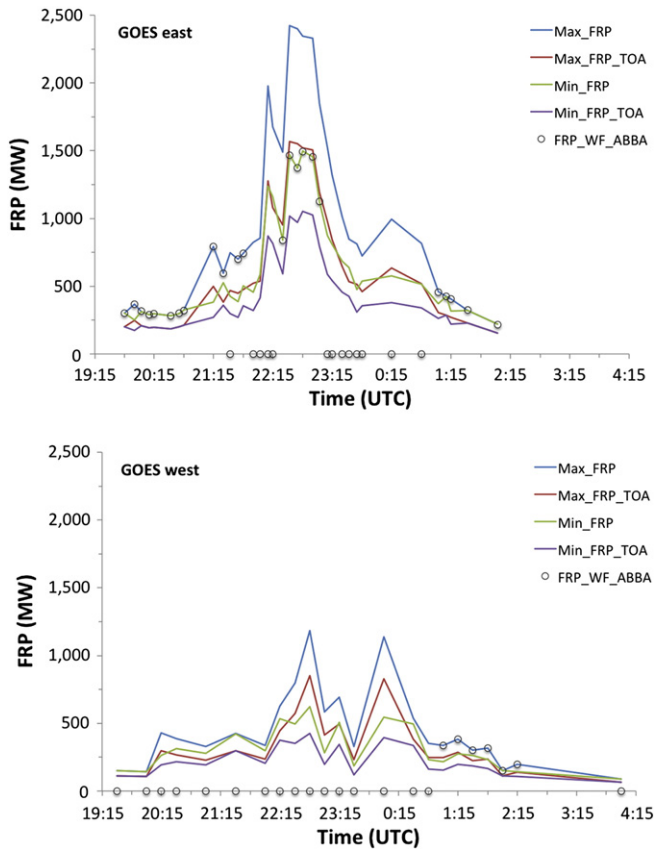 GOES east
2,500
2,000
1,500
1,000
500
0
FRP (MW)
Max_FRP
Max_FRP_TOA
Min_FRP
Min_FRP_TOA
FRP_WF_ABBA
19:15 20:15 21:15 22:15 23:15 0:15 1:15 2:15 3:15 4:15
Time (UTC)
GOES west
2,500
2,000
1,500
1,000
500
0
FRP (MW)
Max_FRP
Max_FRP_TOA
Min_FRP
Min_FRP_TOA
FRP_WF_ABBA
19:15 20:15 21:15 22:15 23:15 0:15 1:15 2:15 3:15 4:15
Time (UTC)